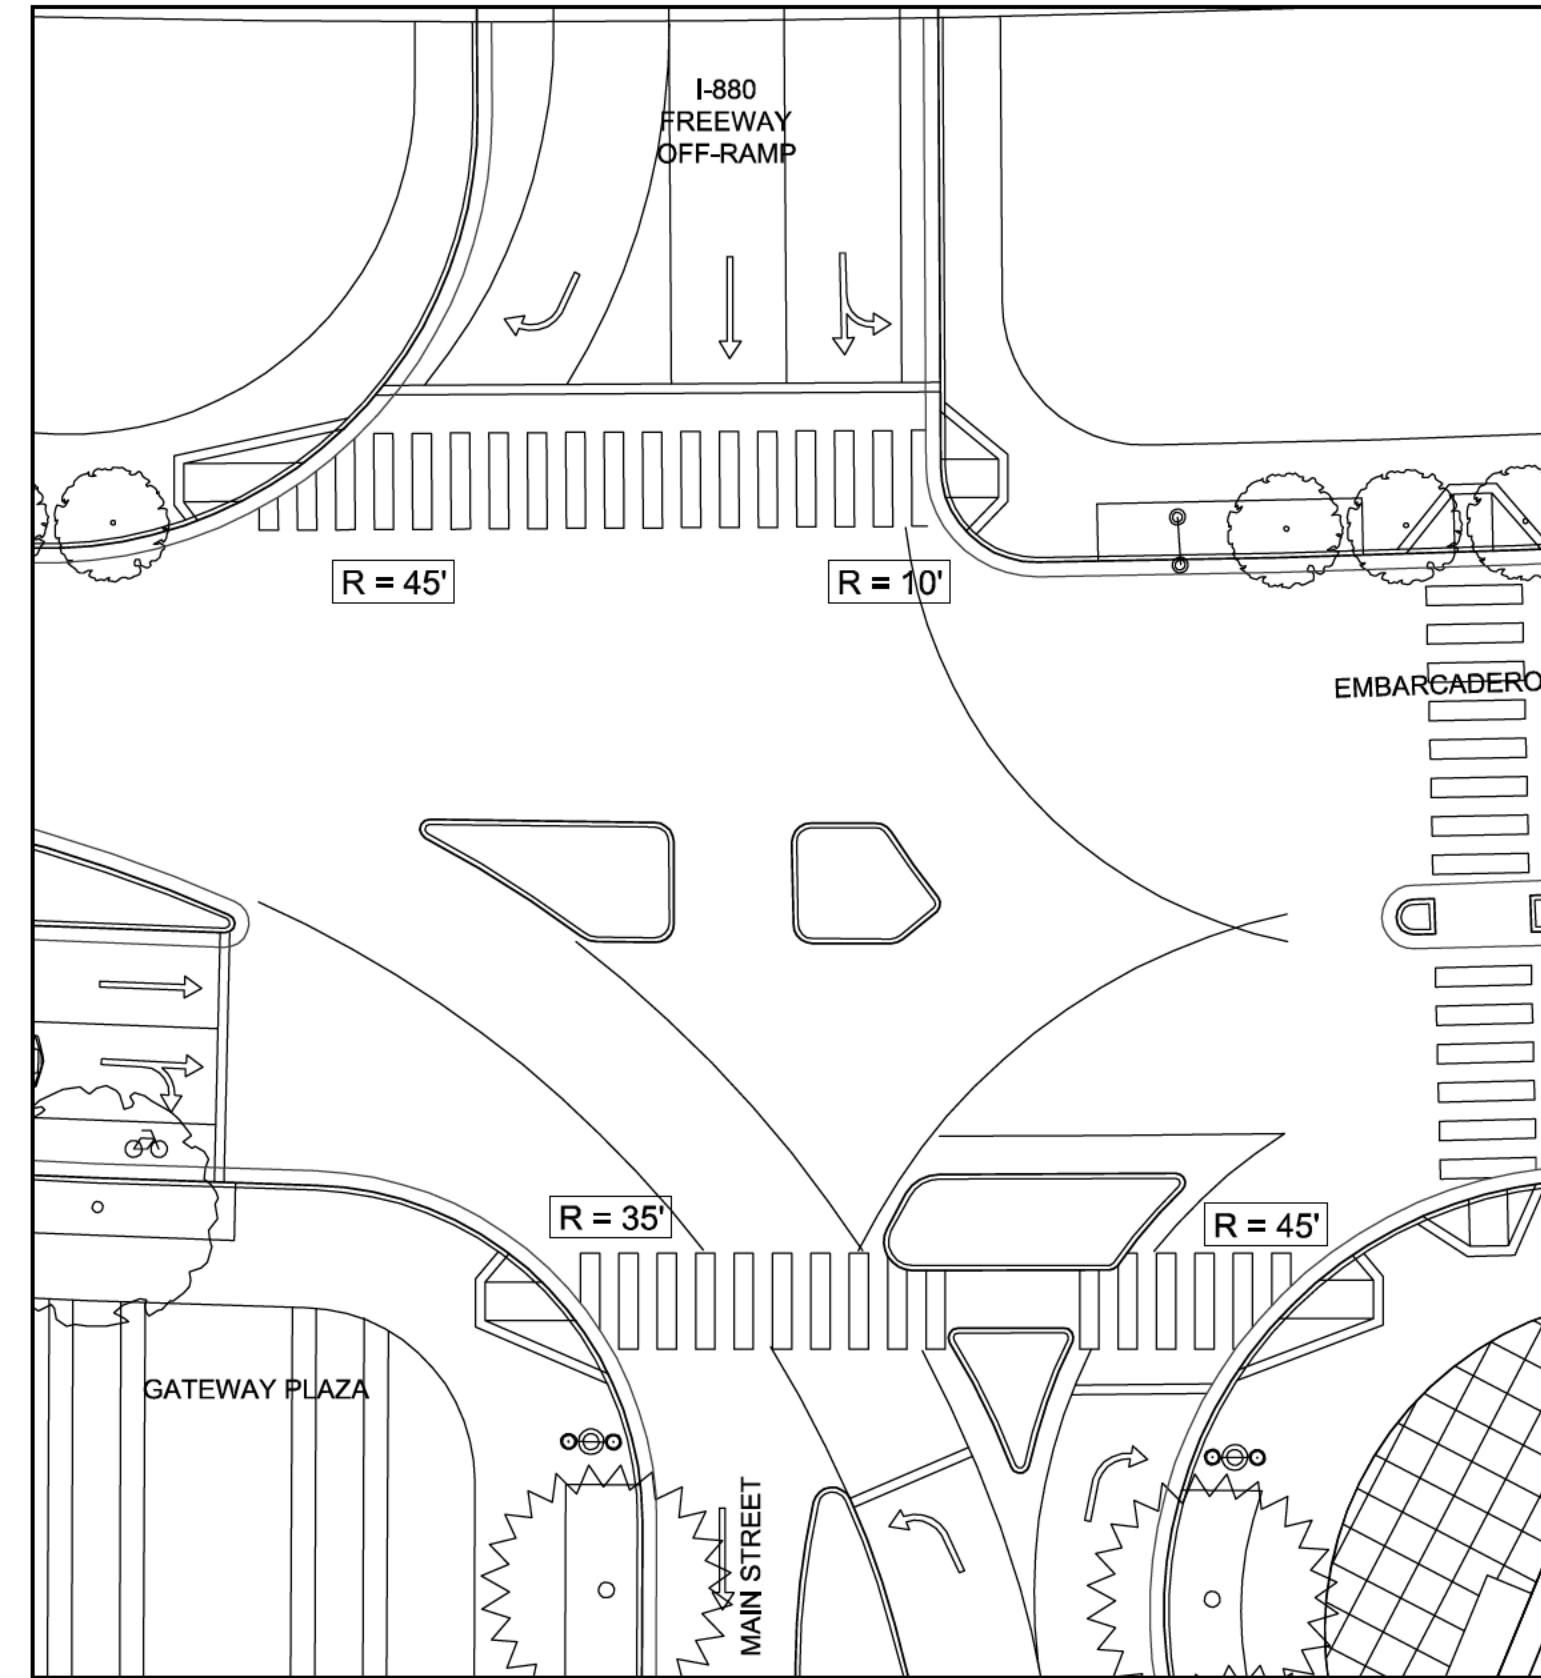 I-880
FREEWAY
OFF-RAMP
R = 45'
R = 10'
EMBARCADERO
R = 35'
R = 45'
GATEWAY PLAZA
MAIN STREET